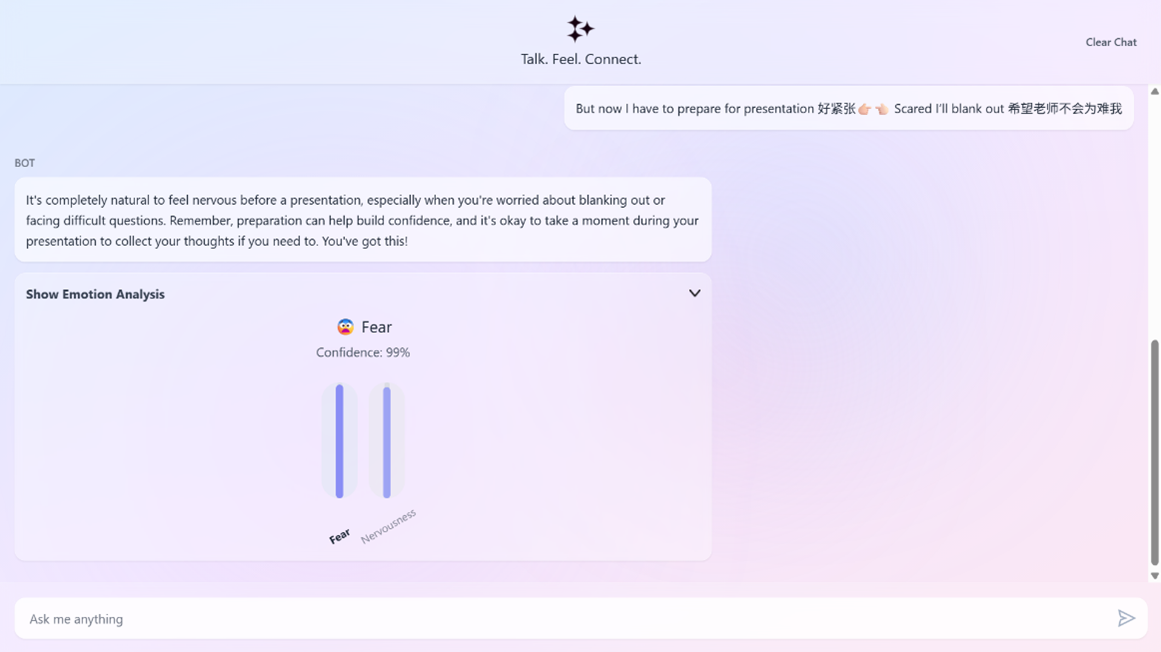 Talk. Feel. Connect.
Clear Chat
But now I have to prepare for presentation 好紧张👉🏻👈🏻 Scared I'll blank out 希望老师不会为难我
BOT
It's completely natural to feel nervous before a presentation, especially when you're worried about blanking out or
facing difficult questions. Remember, preparation can help build confidence, and it's okay to take a moment during your
presentation to collect your thoughts if you need to. You've got this!
Show Emotion Analysis
😨 Fear
Confidence: 99%
Fear
Nervousness
Ask me anything